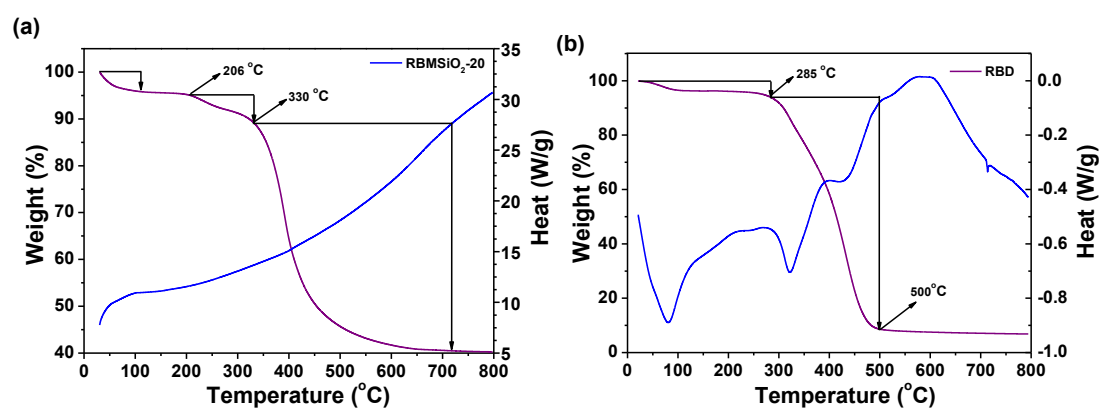 (a)
RBMSiO₂-20
206 °C
330 °C
Weight (%)
100
90
80
70
60
50
40
Heat (W/g)
35
30
25
20
15
10
5
0 100 200 300 400 500 600 700 800
Temperature (°C)
(b)
RBD
285 °C
500 °C
Weight (%)
100
80
60
40
20
0
Heat (W/g)
0.0
-0.2
-0.4
-0.6
-0.9
-1.0
0 100 200 300 400 500 600 700 800
Temperature (°C)